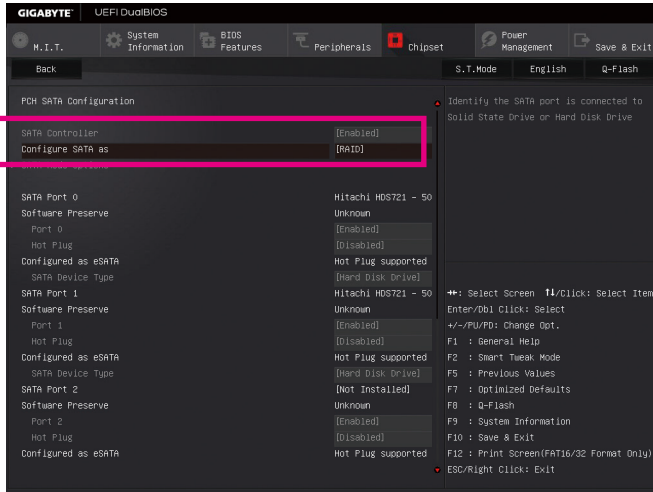 GIGABYTE™ UEFI DualBIOS
M.I.T. System Information BIOS Features Peripherals Chipset Power Management Save & Exit
Back S.T.Mode English Q-Flash
PCH SATA Configuration
Identify the SATA port is connected to
Solid State Drive or Hard Disk Drive
SATA Controller [Enabled]
Configure SATA as [RAID]
SATA Port 0 Hitachi HDS721 - 50
Software Preserve Unknown
Port 0 [Enabled]
Hot Plug [Disabled]
Configured as eSATA Hot Plug supported
SATA Device Type [Hard Disk Drive]
SATA Port 1 Hitachi HDS721 - 50
Software Preserve Unknown
Port 1 [Enabled]
Hot Plug [Disabled]
Configured as eSATA Hot Plug supported
SATA Device Type [Hard Disk Drive]
SATA Port 2 [Not Installed]
Software Preserve Unknown
Port 2 [Enabled]
Hot Plug [Disabled]
Configured as eSATA Hot Plug supported
→←: Select Screen ↑↓/Click: Select Item
Enter/Dbl Click: Select
+/-/PU/PD: Change Opt.
F1 : General Help
F2 : Smart Tweak Mode
F5 : Previous Values
F7 : Optimized Defaults
F8 : Q-Flash
F9 : System Information
F10 : Save & Exit
F12 : Print Screen(FAT16/32 Format Only)
ESC/Right Click: Exit